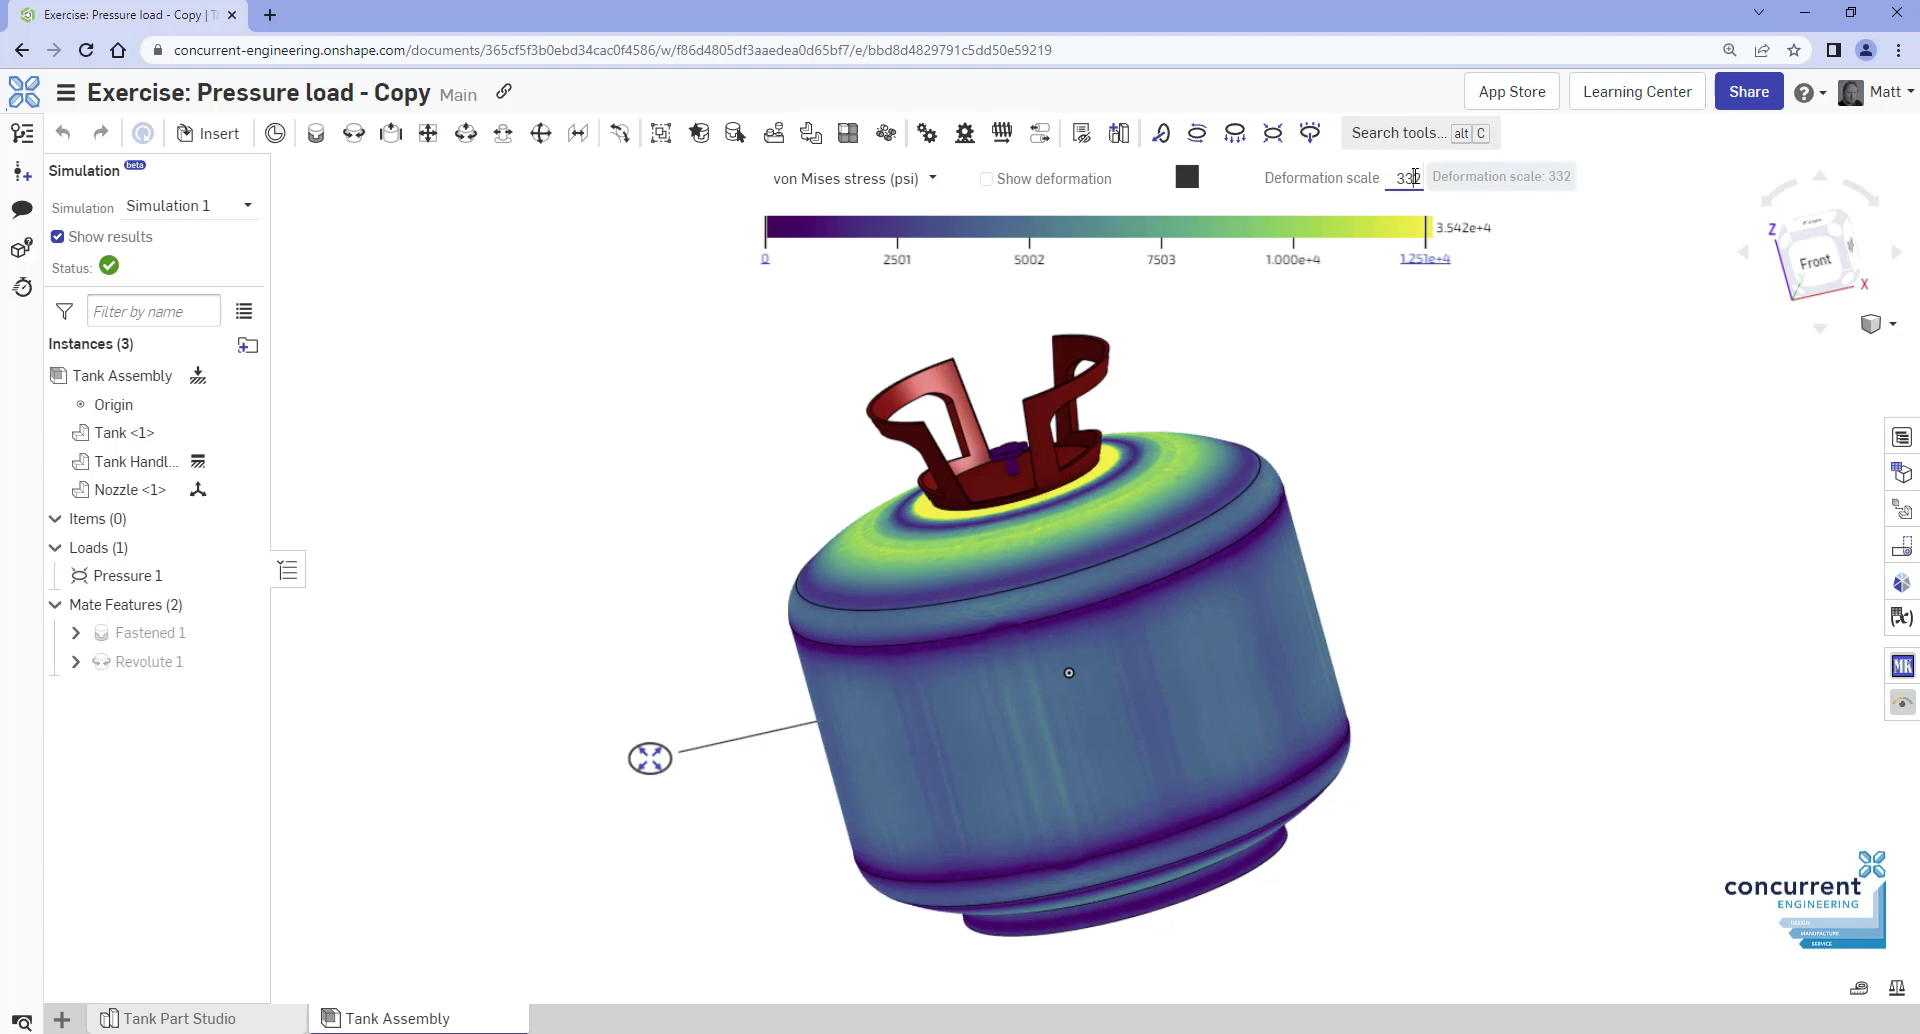 Exercise: Pressure load - Copy | T
concurrent-engineering.onshape.com/documents/365cf5f3b0ebd34cac0f4586/w/f86d4805df3aaedea0d65bf7/e/bbd8d4829791c5dd50e59219
Exercise: Pressure load - Copy Main
App Store
Learning Center
Share
Matt
Insert
Search tools... alt C
Simulation beta
Simulation Simulation 1
Show results
Status:
Filter by name
Instances (3)
Tank Assembly
Origin
Tank <1>
Tank Handl...
Nozzle <1>
Items (0)
Loads (1)
Pressure 1
Mate Features (2)
Fastened 1
Revolute 1
von Mises stress (psi)
Show deformation
Deformation scale 332
Deformation scale: 332
3.542e+4
0 2501 5002 7503 1.000e+4 1.251e+4
Top
Z
Front
X
MK
concurrent
ENGINEERING
DESIGN
MANUFACTURE
SERVICE
Tank Part Studio
Tank Assembly